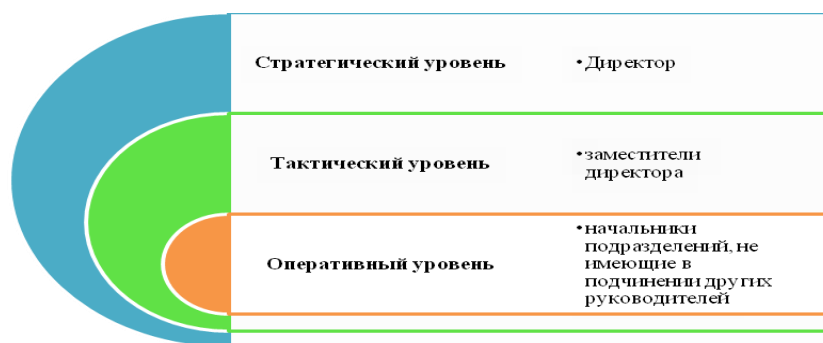 Стратегический уровень
•Директор
Тактический уровень
•заместители
директора
Оперативный уровень
•начальники
подразделений, не
имеющие в
подчинении других
руководителей